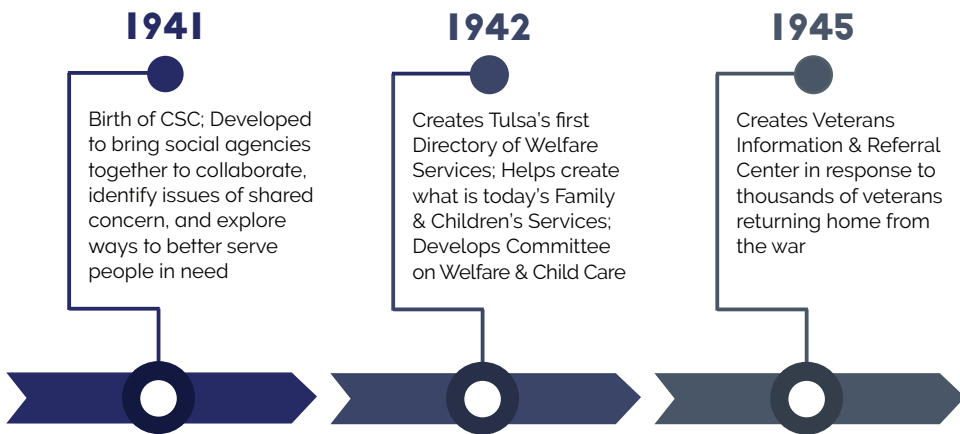 1941
Birth of CSC; Developed
to bring social agencies
together to collaborate,
identify issues of shared
concern, and explore
ways to better serve
people in need
1942
Creates Tulsa’s first
Directory of Welfare
Services; Helps create
what is today’s Family
& Children’s Services;
Develops Committee
on Welfare & Child Care
1945
Creates Veterans
Information & Referral
Center in response to
thousands of veterans
returning home from
the war